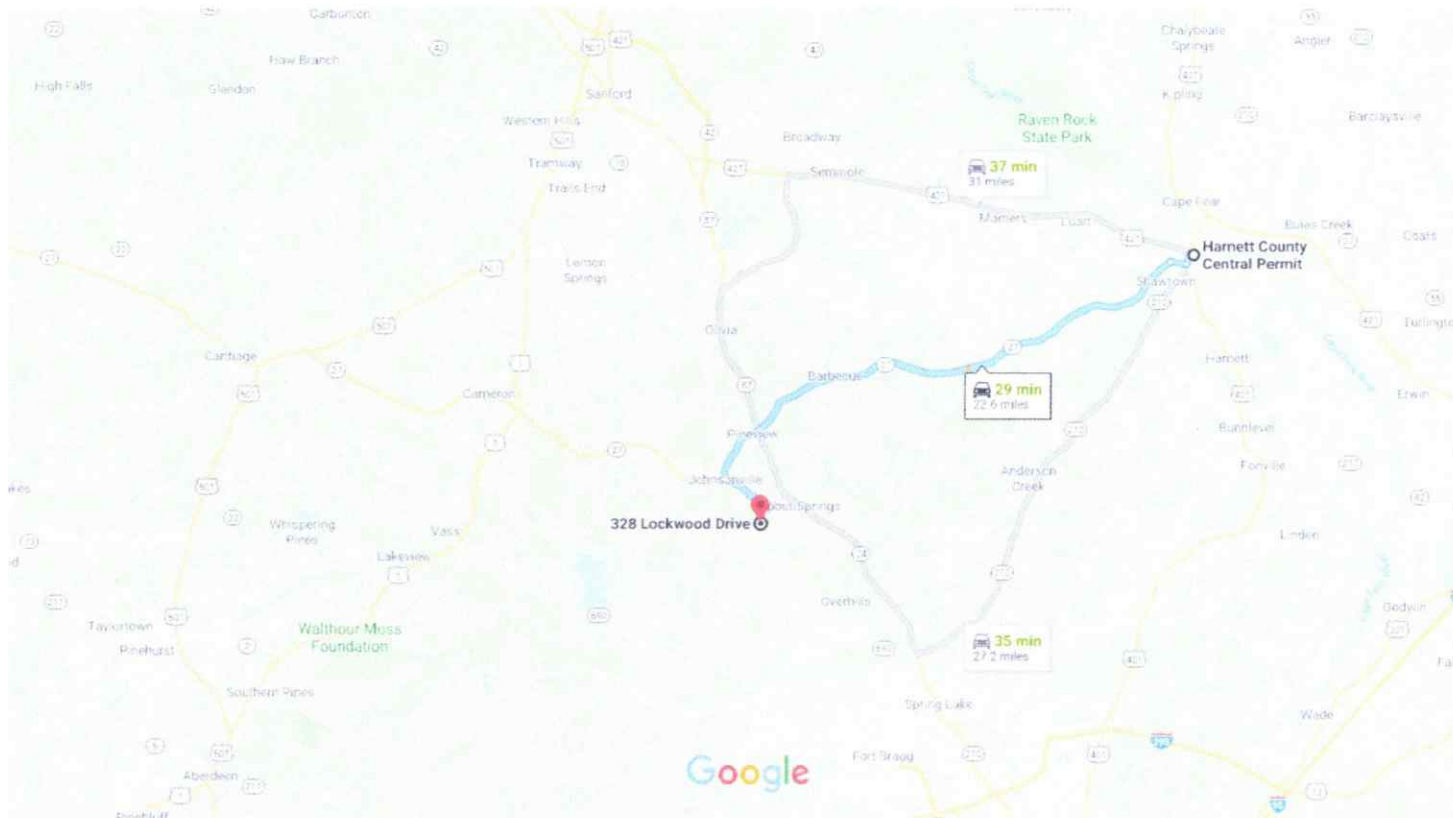 Carbonton
Chalybeate
Springs
Angier
42
Haw Branch
High Falls
Glendon
Kipling
Sanford
Raven Rock
State Park
Barclaysville
Western Hills
Broadway
Tramway
37 min
31 miles
Seminole
Trails End
Mamers
Luart
Cape Fear
Buies Creek
Coats
Harnett County
Central Permit
Lemon
Springs
Shawtown
Olivia
Harnett
Carthage
Barbecue
29 min
22.6 miles
Cameron
Erwin
Bunnlevel
Pineview
Anderson
Creek
Johnsonville
328 Lockwood Drive
Whispering
Pines
Vass
Linden
Lakeview
Overhills
Godwin
Taylortown
Walthour Moss
Foundation
Pinehurst
35 min
27.2 miles
Southern Pines
Spring Lake
Wade
Fort Bragg
Google
Aberdeen